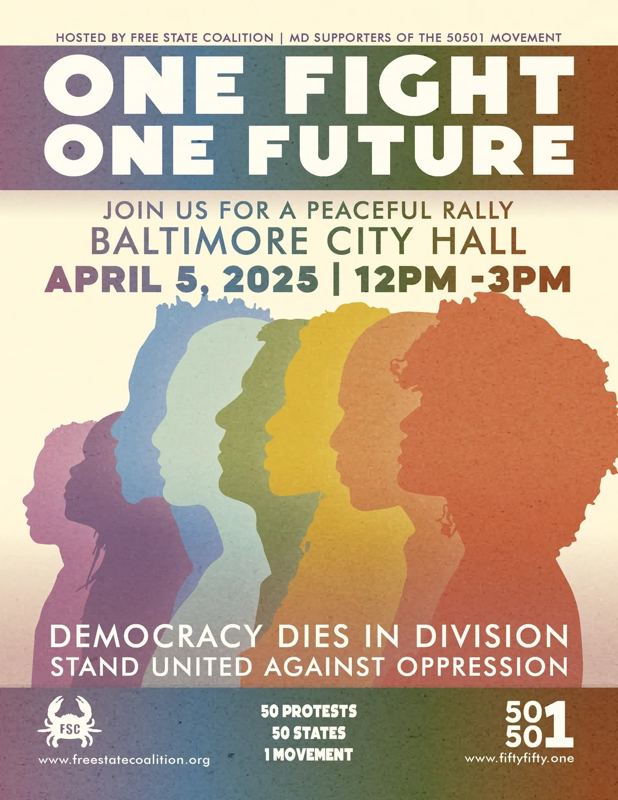 HOSTED BY FREE STATE COALITION | MD SUPPORTERS OF THE 50501 MOVEMENT
ONE FIGHT
ONE FUTURE
JOIN US FOR A PEACEFUL RALLY
BALTIMORE CITY HALL
APRIL 5, 2025 | 12PM -3PM
DEMOCRACY DIES IN DIVISION
STAND UNITED AGAINST OPPRESSION
FSC
www.freestatecoalition.org
50 PROTESTS
50 STATES
1 MOVEMENT
50
50
1
www.fiftyfifty.one